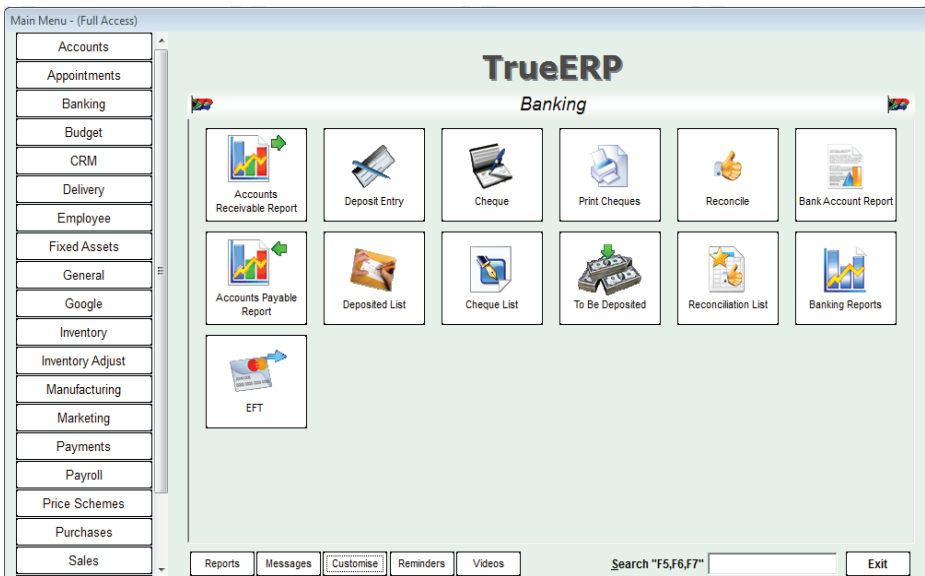 Main Menu - (Full Access)
Accounts
Appointments
Banking
Budget
CRM
Delivery
Employee
Fixed Assets
General
Google
Inventory
Inventory Adjust
Manufacturing
Marketing
Payments
Payroll
Price Schemes
Purchases
Sales
TrueERP
Banking
Accounts
Receivable Report
Deposit Entry
Cheque
Print Cheques
Reconcile
Bank Account Report
Accounts Payable
Report
Deposited List
Cheque List
To Be Deposited
Reconciliation List
Banking Reports
EFT
Reports
Messages
Customise
Reminders
Videos
Search "F5,F6,F7"
Exit